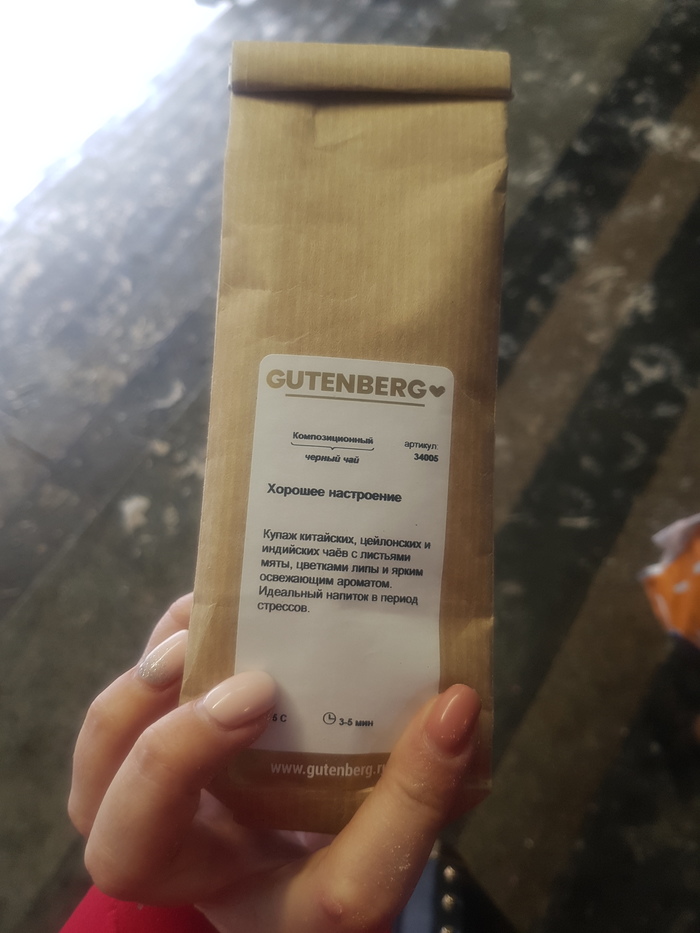 GUTENBERG
Композиционный
артикул:
черный чай
34005
Хорошее настроение
Купаж китайских, цейлонских и
индийских чаёв с листьями
мяты, цветками липы и ярким
освежающим ароматом.
Идеальный напиток в период
стрессов.
5 C
3-5 мин
www.gutenberg.r